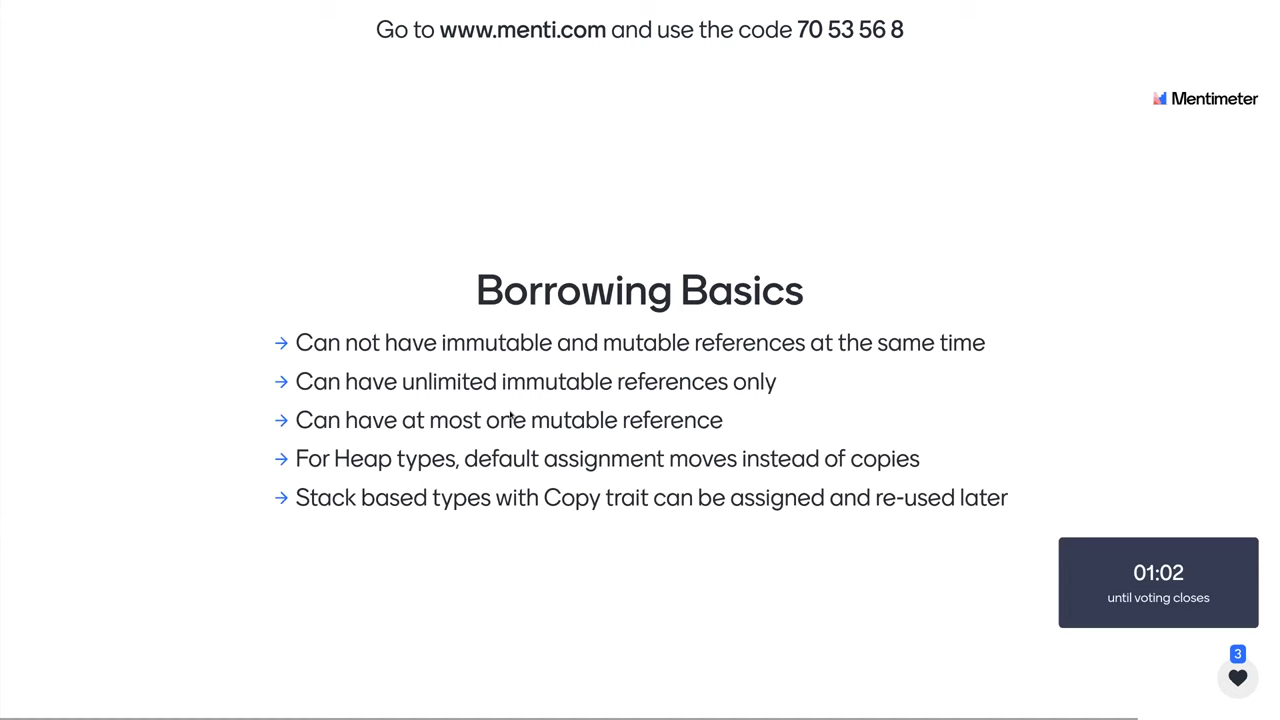 Go to www.menti.com and use the code 70 53 56 8
Mentimeter
Borrowing Basics
→ Can not have immutable and mutable references at the same time
→ Can have unlimited immutable references only
→ Can have at most one mutable reference
→ For Heap types, default assignment moves instead of copies
→ Stack based types with Copy trait can be assigned and re-used later
01:02
until voting closes
3